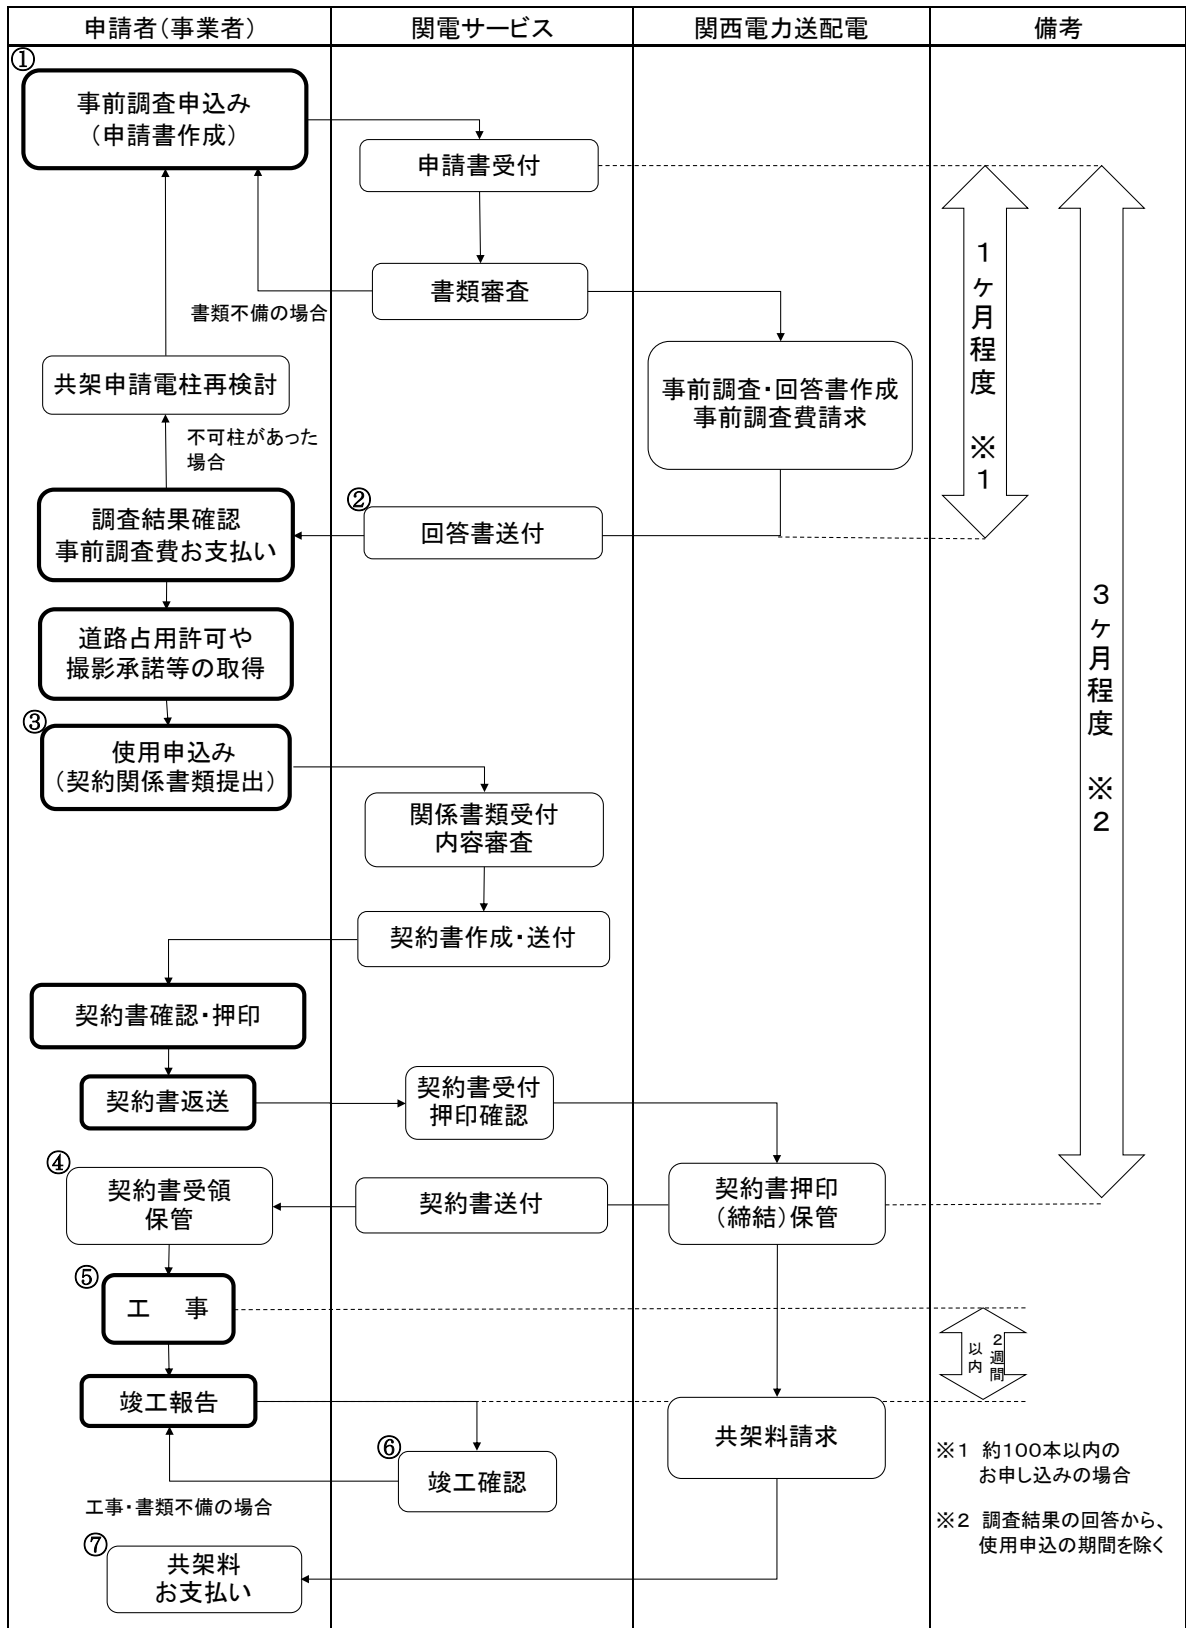 申請者（事業者）
関電サービス
関西電力送配電
備考
①
事前調査申込み
（申請書作成）
申請書受付
書類審査
書類不備の場合
事前調査・回答書作成
事前調査費請求
1ヶ月程度 ※1
共架申請電柱再検討
不可柱があった
場合
調査結果確認
事前調査費お支払い
②
回答書送付
道路占用許可や
撮影承諾等の取得
3ヶ月程度 ※2
③
使用申込み
（契約関係書類提出）
関係書類受付
内容審査
契約書作成・送付
契約書確認・押印
契約書返送
契約書受付
押印確認
契約書押印
（締結）保管
契約書送付
④
契約書受領
保管
⑤
工　事
2週間
以内
竣工報告
共架料請求
⑥
竣工確認
工事・書類不備の場合
⑦
共架料
お支払い
※1 約100本以内の
お申し込みの場合
※2 調査結果の回答から、
使用申込の期間を除く